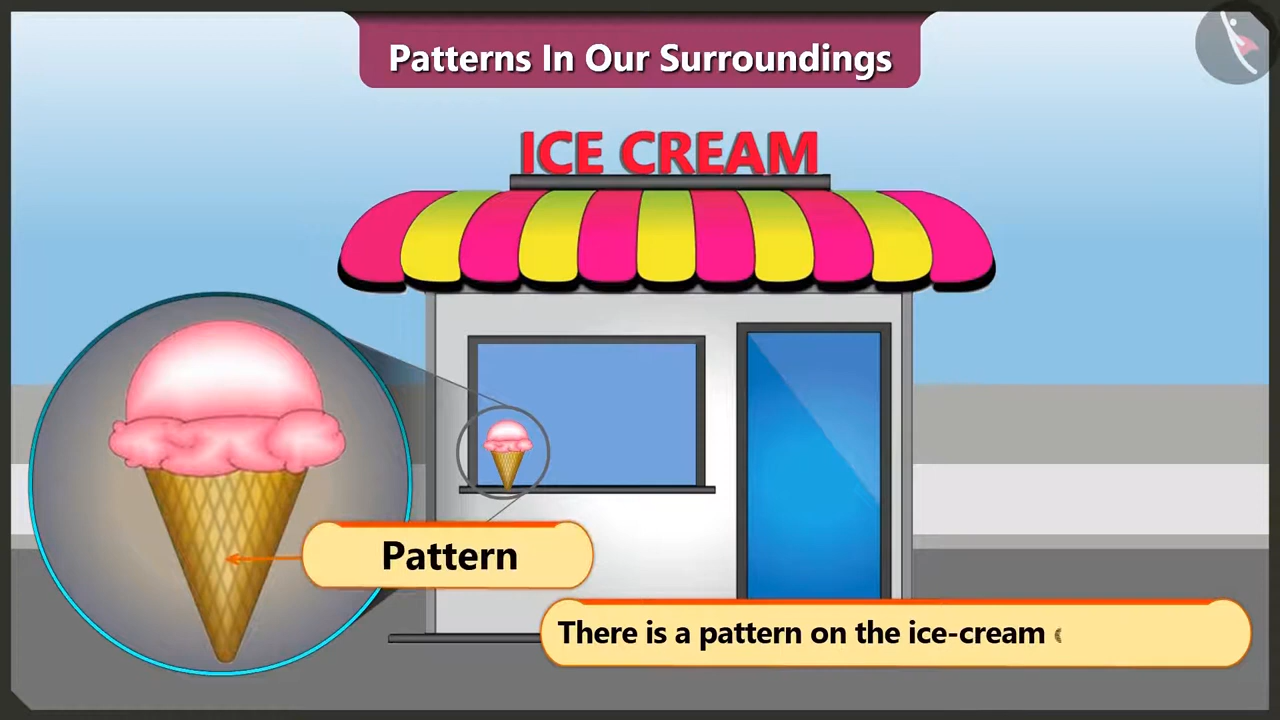 Patterns In Our Surroundings
ICE CREAM
Pattern
There is a pattern on the ice-cream